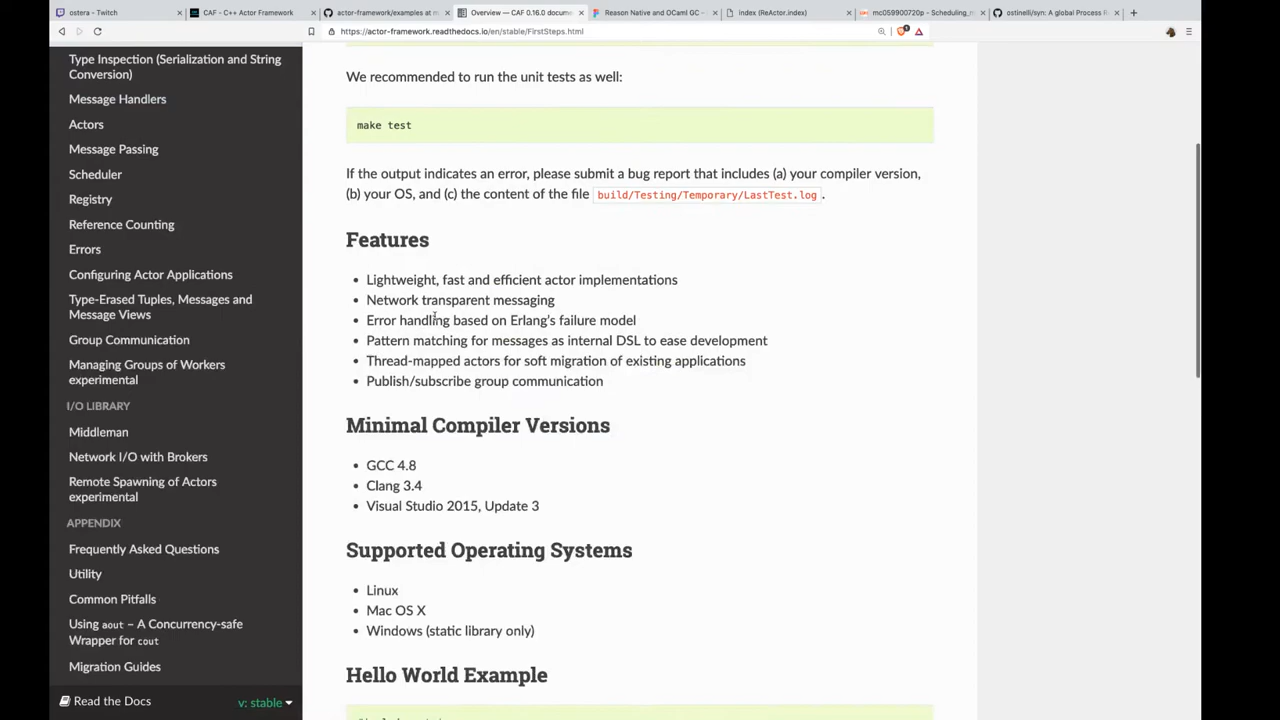 ostera - Twitch
CAF - C++ Actor Framework
actor-framework/examples at m
Overview — CAF 0.16.0 docume
Reason Native and OCaml GC –
index (ReActor.index)
mc059900720p - Scheduling_
ostinelli/syn: A global Process R
https://actor-framework.readthedocs.io/en/stable/FirstSteps.html
Type Inspection (Serialization and String
Conversion)
Message Handlers
Actors
Message Passing
Scheduler
Registry
Reference Counting
Errors
Configuring Actor Applications
Type-Erased Tuples, Messages and
Message Views
Group Communication
Managing Groups of Workers
experimental
I/O LIBRARY
Middleman
Network I/O with Brokers
Remote Spawning of Actors
experimental
APPENDIX
Frequently Asked Questions
Utility
Common Pitfalls
Using aout – A Concurrency-safe
Wrapper for cout
Migration Guides
Read the Docs
v: stable
We recommended to run the unit tests as well:
make test
If the output indicates an error, please submit a bug report that includes (a) your compiler version,
(b) your OS, and (c) the content of the file build/Testing/Temporary/LastTest.log.
Features
• Lightweight, fast and efficient actor implementations
• Network transparent messaging
• Error handling based on Erlang’s failure model
• Pattern matching for messages as internal DSL to ease development
• Thread-mapped actors for soft migration of existing applications
• Publish/subscribe group communication
Minimal Compiler Versions
• GCC 4.8
• Clang 3.4
• Visual Studio 2015, Update 3
Supported Operating Systems
• Linux
• Mac OS X
• Windows (static library only)
Hello World Example